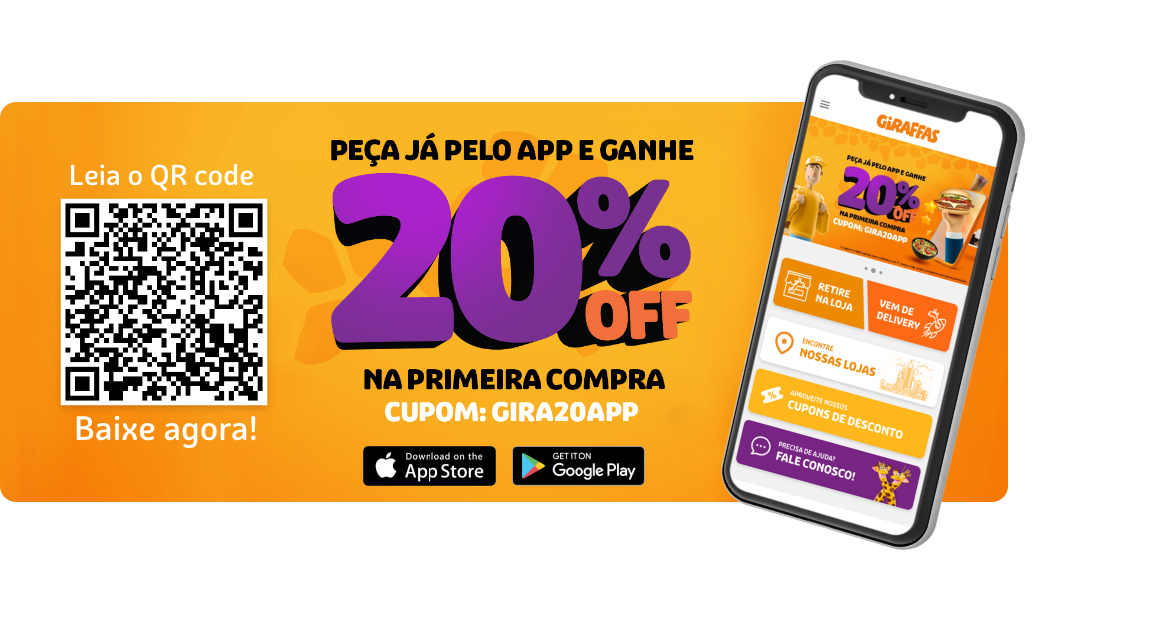 Leia o QR code
Baixe agora!
PEÇA JÁ PELO APP E GANHE
20%
OFF
NA PRIMEIRA COMPRA
CUPOM: GIRA20APP
Download on the
App Store
GET IT ON
Google Play
GiRAFFAS
PEÇA JÁ PELO APP E GANHE
20%
OFF
NA PRIMEIRA COMPRA
CUPOM: GIRA20APP
RETIRE
NA LOJA
VEM DE
DELIVERY
ENCONTRE
NOSSAS LOJAS
APROVEITE NOSSOS
CUPONS DE DESCONTO
PRECISA DE AJUDA?
FALE CONOSCO!